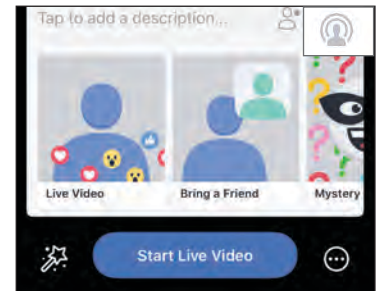 Tap to add a description...
Live Video
Bring a Friend
Mystery
Start Live Video